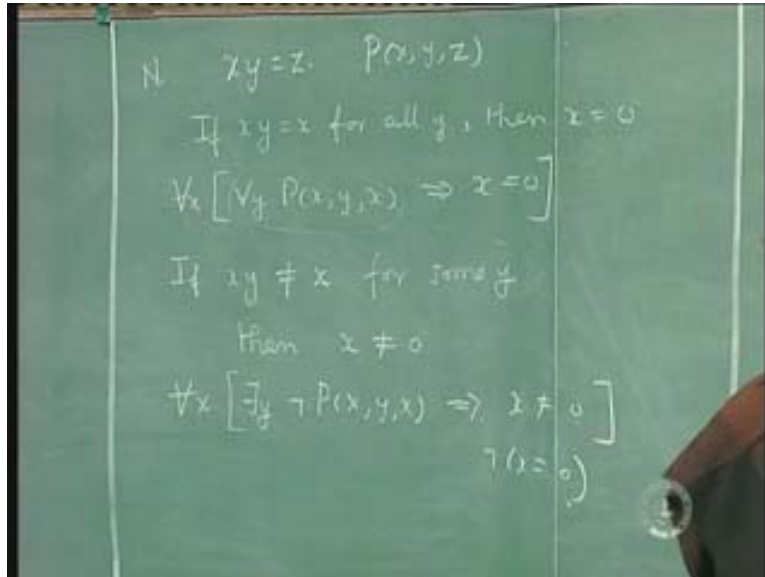 N xy = z. P(x,y,z)
If xy = x for all y, then x = 0
∀x [∀y P(x,y,x) ⇒ x = 0]
If xy ≠ x for some y
then x ≠ 0
∀x [∃y ¬ P(x,y,x) ⇒ x ≠ 0]
¬(x = 0)